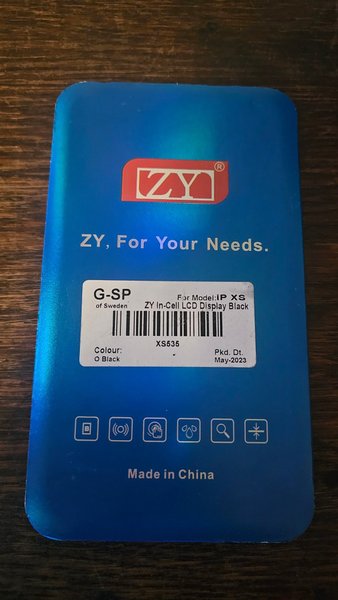 ZY®
ZY, For Your Needs.
G-SP
of Sweden
For Model:IP XS
ZY In-Cell LCD Display Black
XS535
Colour:
O Black
Pkd. Dt.
May-2023
Made in China